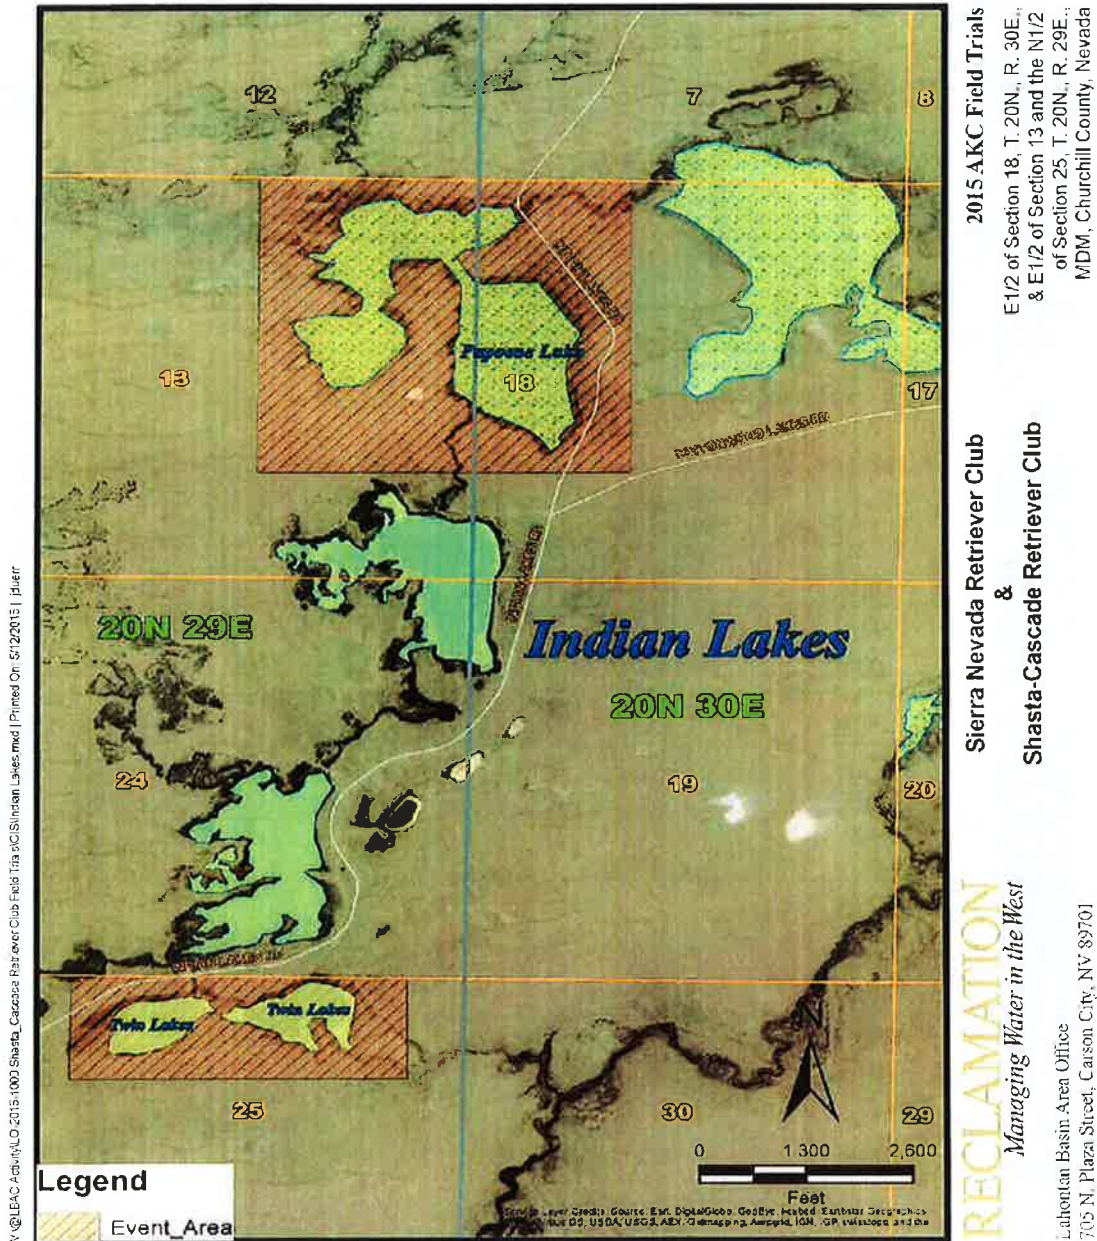 12
7
8
13
Papoose Lake
18
17
20N 29E
Indian Lakes
20N 30E
24
19
20
Twin Lakes
Twin Lakes
25
30
29
N
0 1,300 2,600
Feet
Legend
Event_Area
2015 AKC Field Trials
E1/2 of Section 18, T. 20N., R. 30E.,
& E1/2 of Section 13 and the N1/2
of Section 25, T. 20N., R. 29E.,
MDM, Churchill County, Nevada
Sierra Nevada Retriever Club
&
Shasta-Cascade Retriever Club
RECLAMATION
Managing Water in the West
Lahontan Basin Area Office
705 N. Plaza Street, Carson City, NV 89701